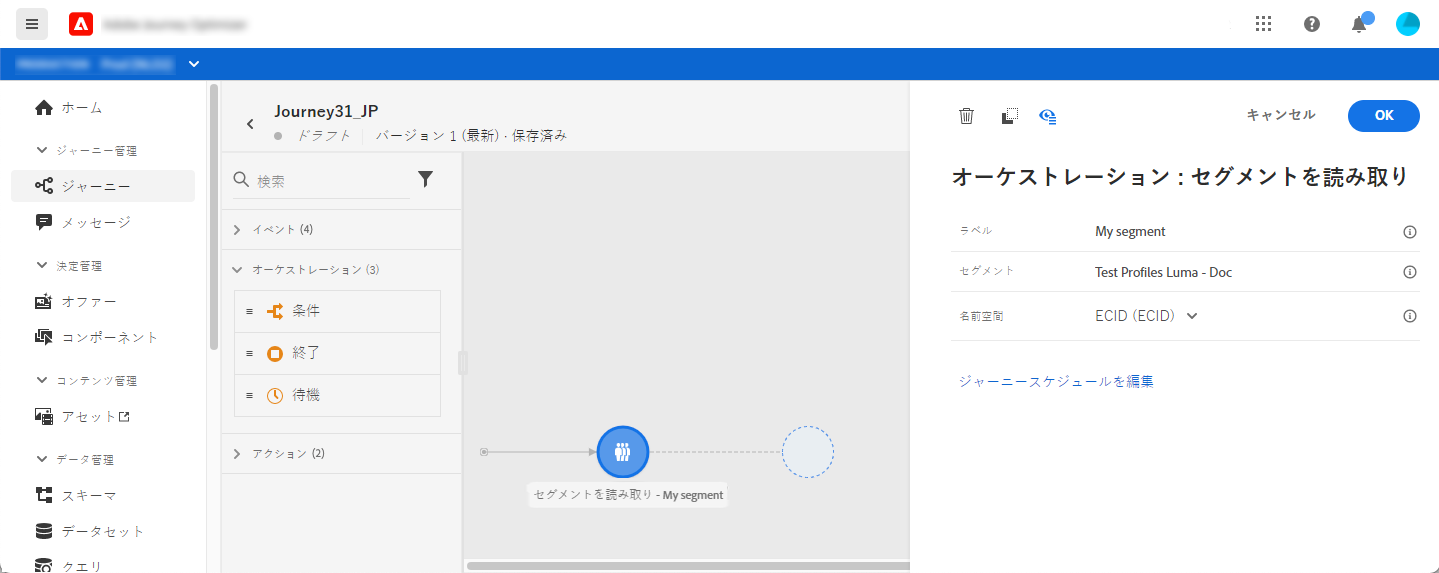 ホーム
ジャーニー管理
ジャーニー
メッセージ
決定管理
オファー
コンポーネント
コンテンツ管理
アセット
データ管理
スキーマ
データセット
クエリ
Journey31_JP
ドラフト
バージョン 1 (最新) · 保存済み
検索
イベント (4)
オーケストレーション (3)
条件
終了
待機
アクション (2)
セグメントを読み取り - My segment
キャンセル
OK
オーケストレーション : セグメントを読み取り
ラベル My segment
セグメント Test Profiles Luma - Doc
名前空間 ECID (ECID)
ジャーニースケジュールを編集